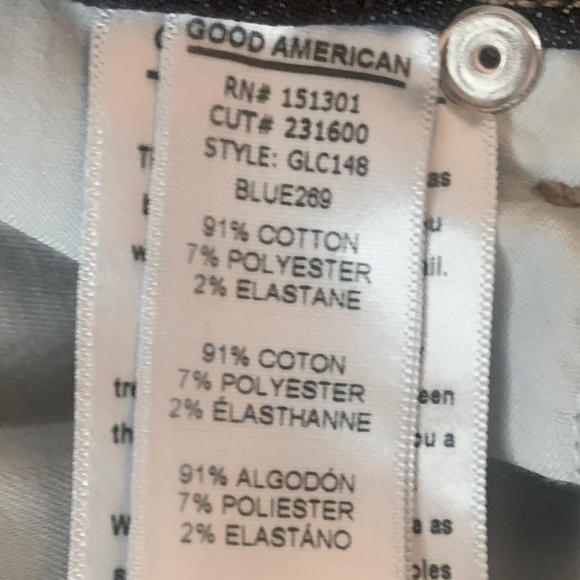 GOOD AMERICAN
RN# 151301
CUT# 231600
STYLE: GLC148
BLUE269
91% COTTON
7% POLYESTER
2% ELASTANE
91% COTON
7% POLYESTER
2% ÉLASTHANNE
91% ALGODÓN
7% POLIESTER
2% ELASTÁNO